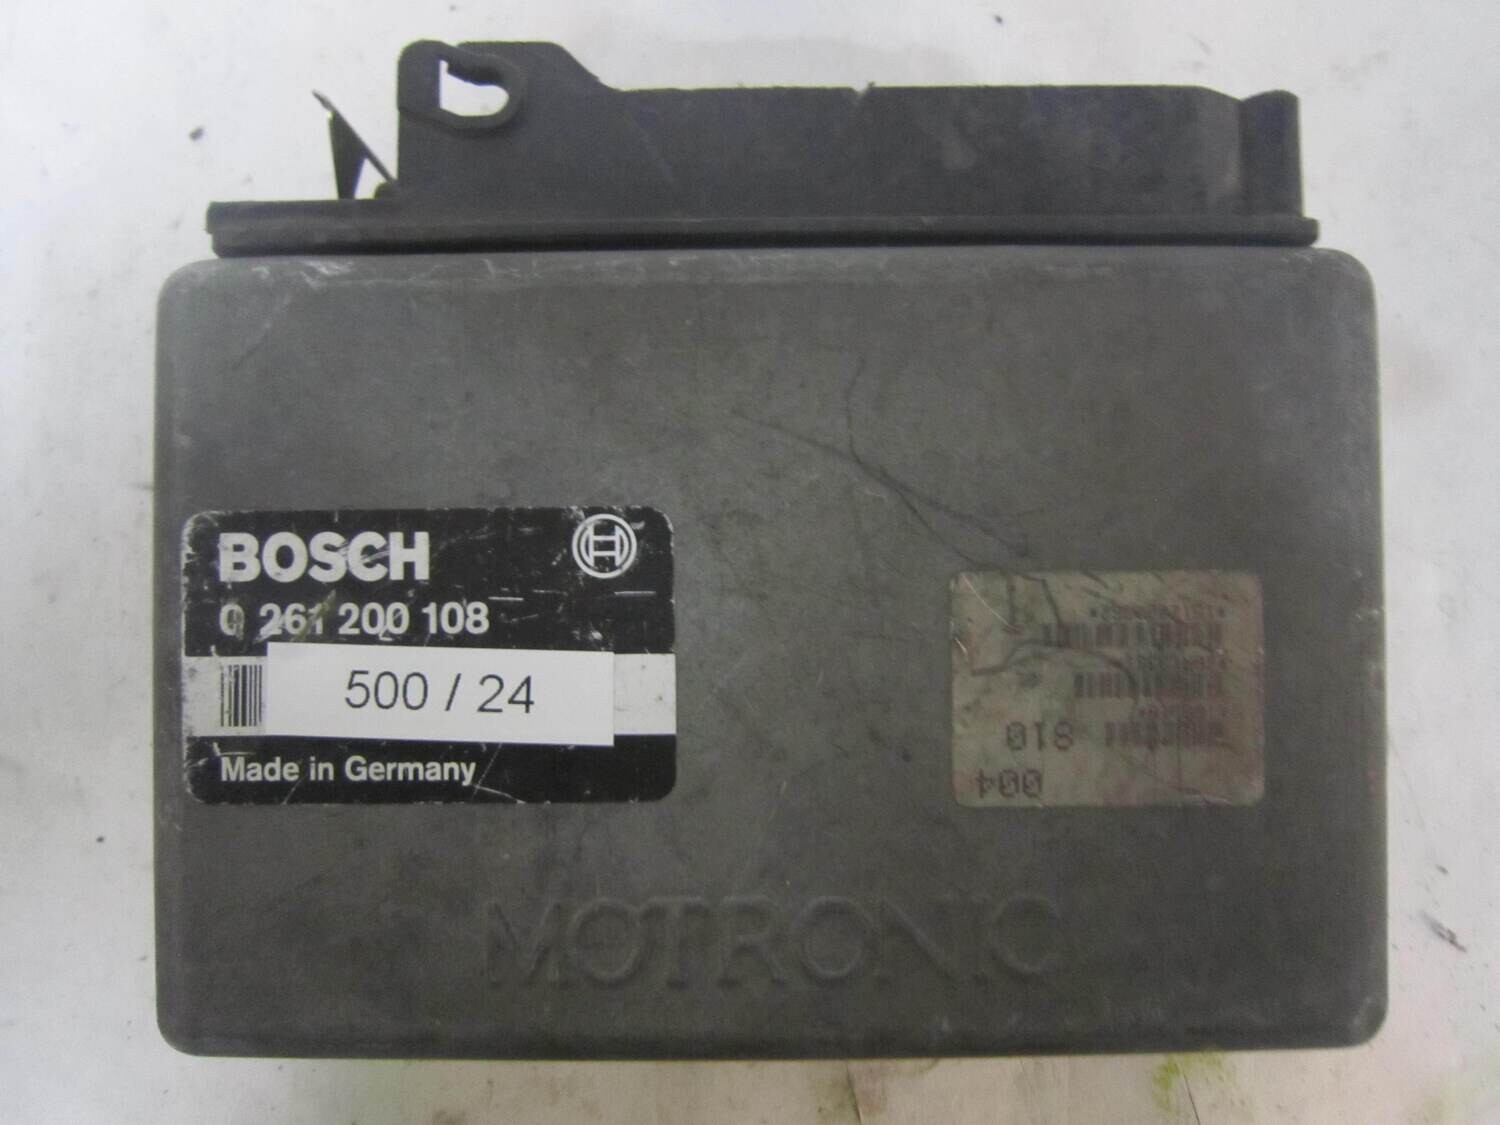 BOSCH
0 261 200 108
500 / 24
Made in Germany
810
004
MOTRONIC